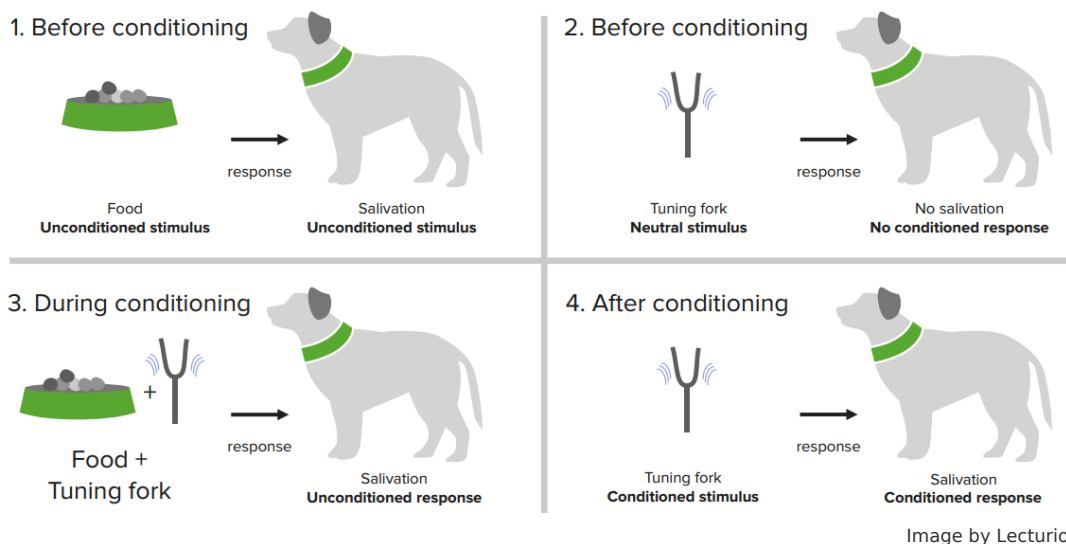 1. Before conditioning
response
Food
Unconditioned stimulus
Salivation
Unconditioned stimulus
2. Before conditioning
response
Tuning fork
Neutral stimulus
No salivation
No conditioned response
3. During conditioning
+
response
Food +
Tuning fork
Salivation
Unconditioned response
4. After conditioning
response
Tuning fork
Conditioned stimulus
Salivation
Conditioned response
Image by Lecturio